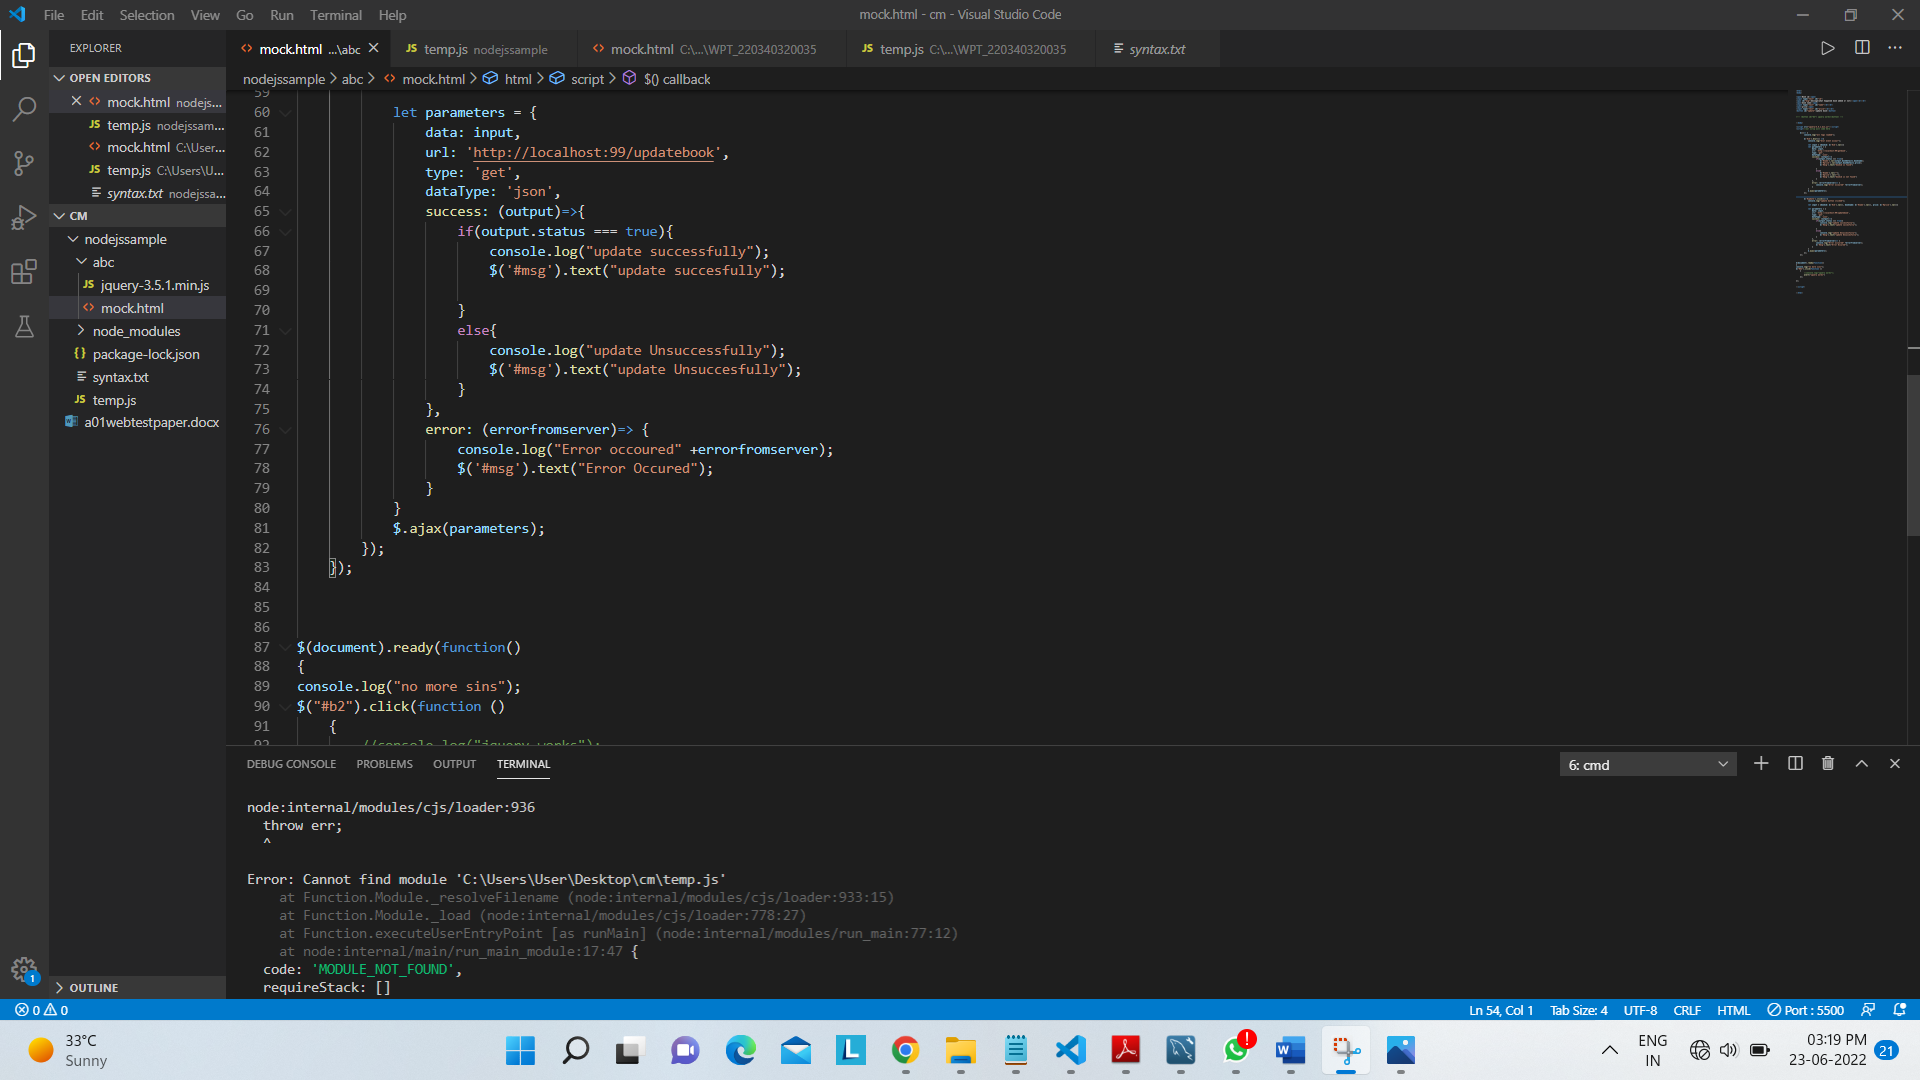 File Edit Selection View Go Run Terminal Help
mock.html - cm - Visual Studio Code
EXPLORER
OPEN EDITORS
mock.html nodejs...
JS temp.js nodejssam...
mock.html C:\User...
JS temp.js C:\Users\U...
syntax.txt nodejssa...
CM
nodejssample
abc
JS jquery-3.5.1.min.js
mock.html
node_modules
{} package-lock.json
syntax.txt
JS temp.js
a01webtestpaper.docx
OUTLINE
mock.html ...\abc
JS temp.js nodejssample
mock.html C:\...\WPT_220340320035
JS temp.js C:\...\WPT_220340320035
syntax.txt
nodejssample > abc > mock.html > html > script > $() callback
59
60 let parameters = {
61 data: input,
62 url: 'http://localhost:99/updatebook',
63 type: 'get',
64 dataType: 'json',
65 success: (output)=>{
66 if(output.status === true){
67 console.log("update successfully");
68 $('#msg').text("update succesfully");
69
70 }
71 else{
72 console.log("update Unsuccessfully");
73 $('#msg').text("update Unsuccesfully");
74 }
75 },
76 error: (errorfromserver)=> {
77 console.log("Error occoured" +errorfromserver);
78 $('#msg').text("Error Occured");
79 }
80 }
81 $.ajax(parameters);
82 });
83 });
84
85
86
87 $(document).ready(function()
88 {
89 console.log("no more sins");
90 $("#b2").click(function ()
91 {
92 //console.log("jquery works");
DEBUG CONSOLE PROBLEMS OUTPUT TERMINAL
6: cmd
node:internal/modules/cjs/loader:936
throw err;
^
Error: Cannot find module 'C:\Users\User\Desktop\cm\temp.js'
at Function.Module._resolveFilename (node:internal/modules/cjs/loader:933:15)
at Function.Module._load (node:internal/modules/cjs/loader:778:27)
at Function.executeUserEntryPoint [as runMain] (node:internal/modules/run_main:77:12)
at node:internal/main/run_main_module:17:47 {
code: 'MODULE_NOT_FOUND',
requireStack: []
1
0 0
Ln 54, Col 1 Tab Size: 4 UTF-8 CRLF HTML Port : 5500
33°C
Sunny
L
W
!
ENG
IN
03:19 PM
23-06-2022
21